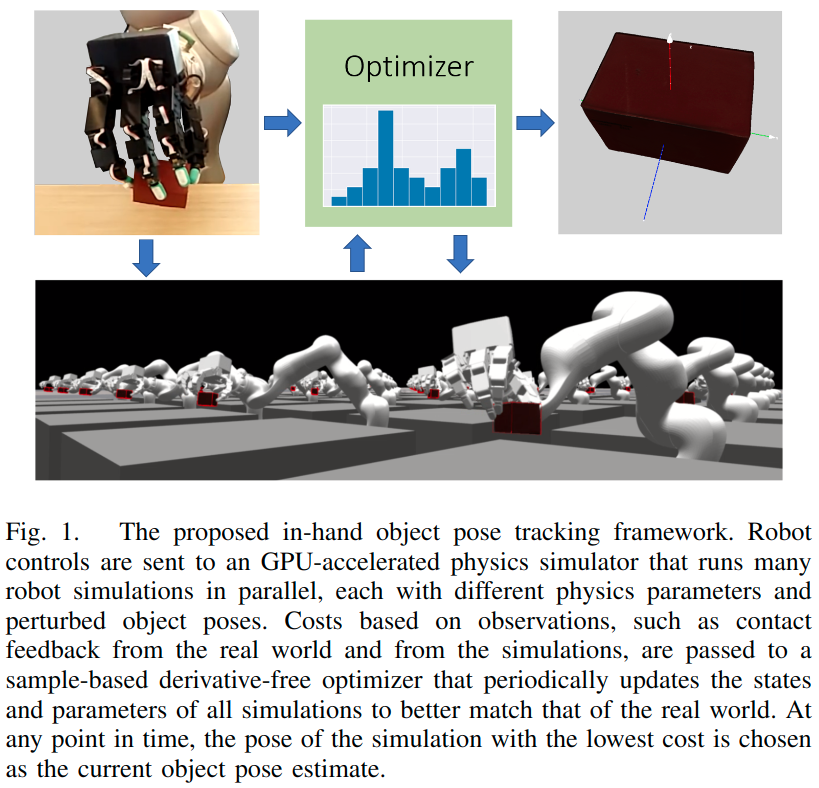 Optimizer
Fig. 1. The proposed in-hand object pose tracking framework. Robot
controls are sent to an GPU-accelerated physics simulator that runs many
robot simulations in parallel, each with different physics parameters and
perturbed object poses. Costs based on observations, such as contact
feedback from the real world and from the simulations, are passed to a
sample-based derivative-free optimizer that periodically updates the states
and parameters of all simulations to better match that of the real world. At
any point in time, the pose of the simulation with the lowest cost is chosen
as the current object pose estimate.